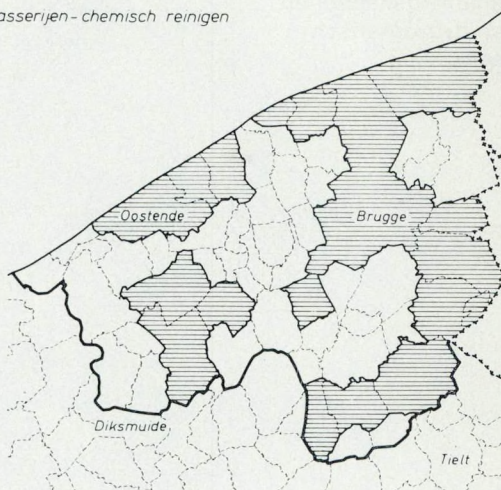 asserijen-chemisch reinigen
Oostende
Brugge
Diksmuide
Tielt